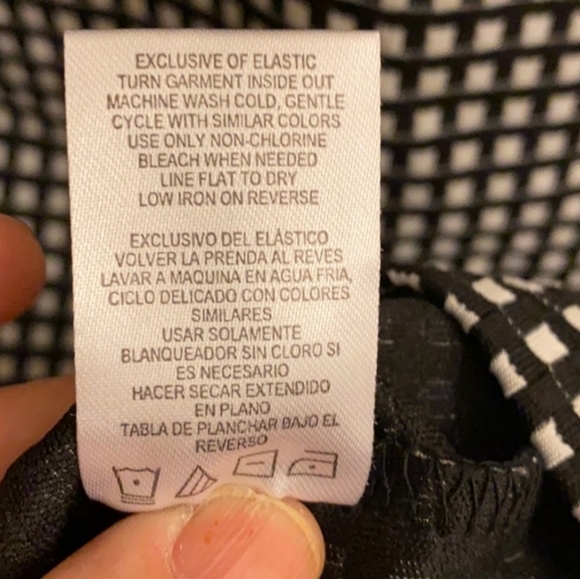 EXCLUSIVE OF ELASTIC
TURN GARMENT INSIDE OUT
MACHINE WASH COLD, GENTLE
CYCLE WITH SIMILAR COLORS
USE ONLY NON-CHLORINE
BLEACH WHEN NEEDED
LINE FLAT TO DRY
LOW IRON ON REVERSE
EXCLUSIVO DEL ELÁSTICO
VOLVER LA PRENDA AL REVES
LAVAR A MAQUINA EN AGUA FRIA,
CICLO DELICADO CON COLORES
SIMILARES
USAR SOLAMENTE
BLANQUEADOR SIN CLORO SI
ES NECESARIO
HACER SECAR EXTENDIDO
EN PLANO
TABLA DE PLANCHAR BAJO EL
REVERSO